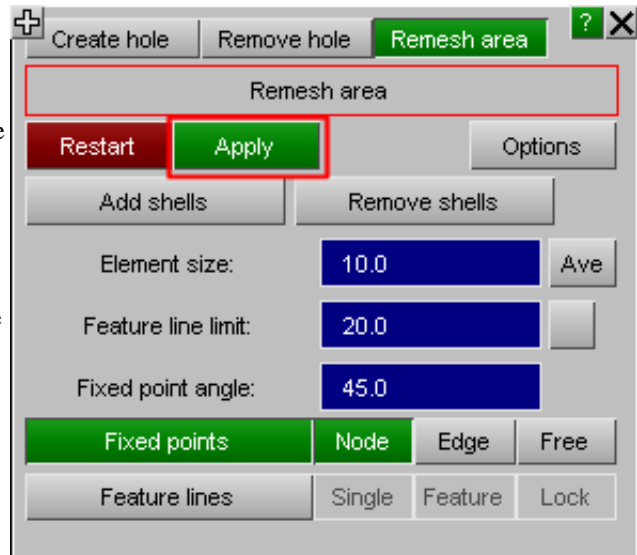 Create hole Remove hole Remesh area ?
Remesh area
Restart Apply Options
Add shells Remove shells
Element size: 10.0 Ave
Feature line limit: 20.0
Fixed point angle: 45.0
Fixed points Node Edge Free
Feature lines Single Feature Lock